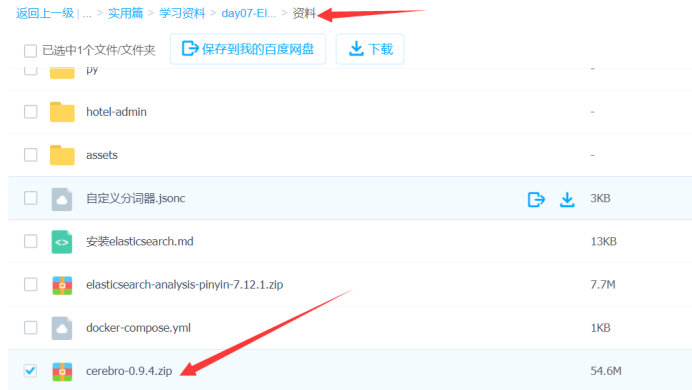 返回上一级 | ... > 实用篇 > 学习资料 > day07-El... > 资料
已选中1个文件/文件夹 保存到我的百度网盘 下载
py -
hotel-admin -
assets -
自定义分词器.jsonc 3KB
安装elasticsearch.md 13KB
elasticsearch-analysis-pinyin-7.12.1.zip 7.7M
docker-compose.yml 1KB
cerebro-0.9.4.zip 54.6M